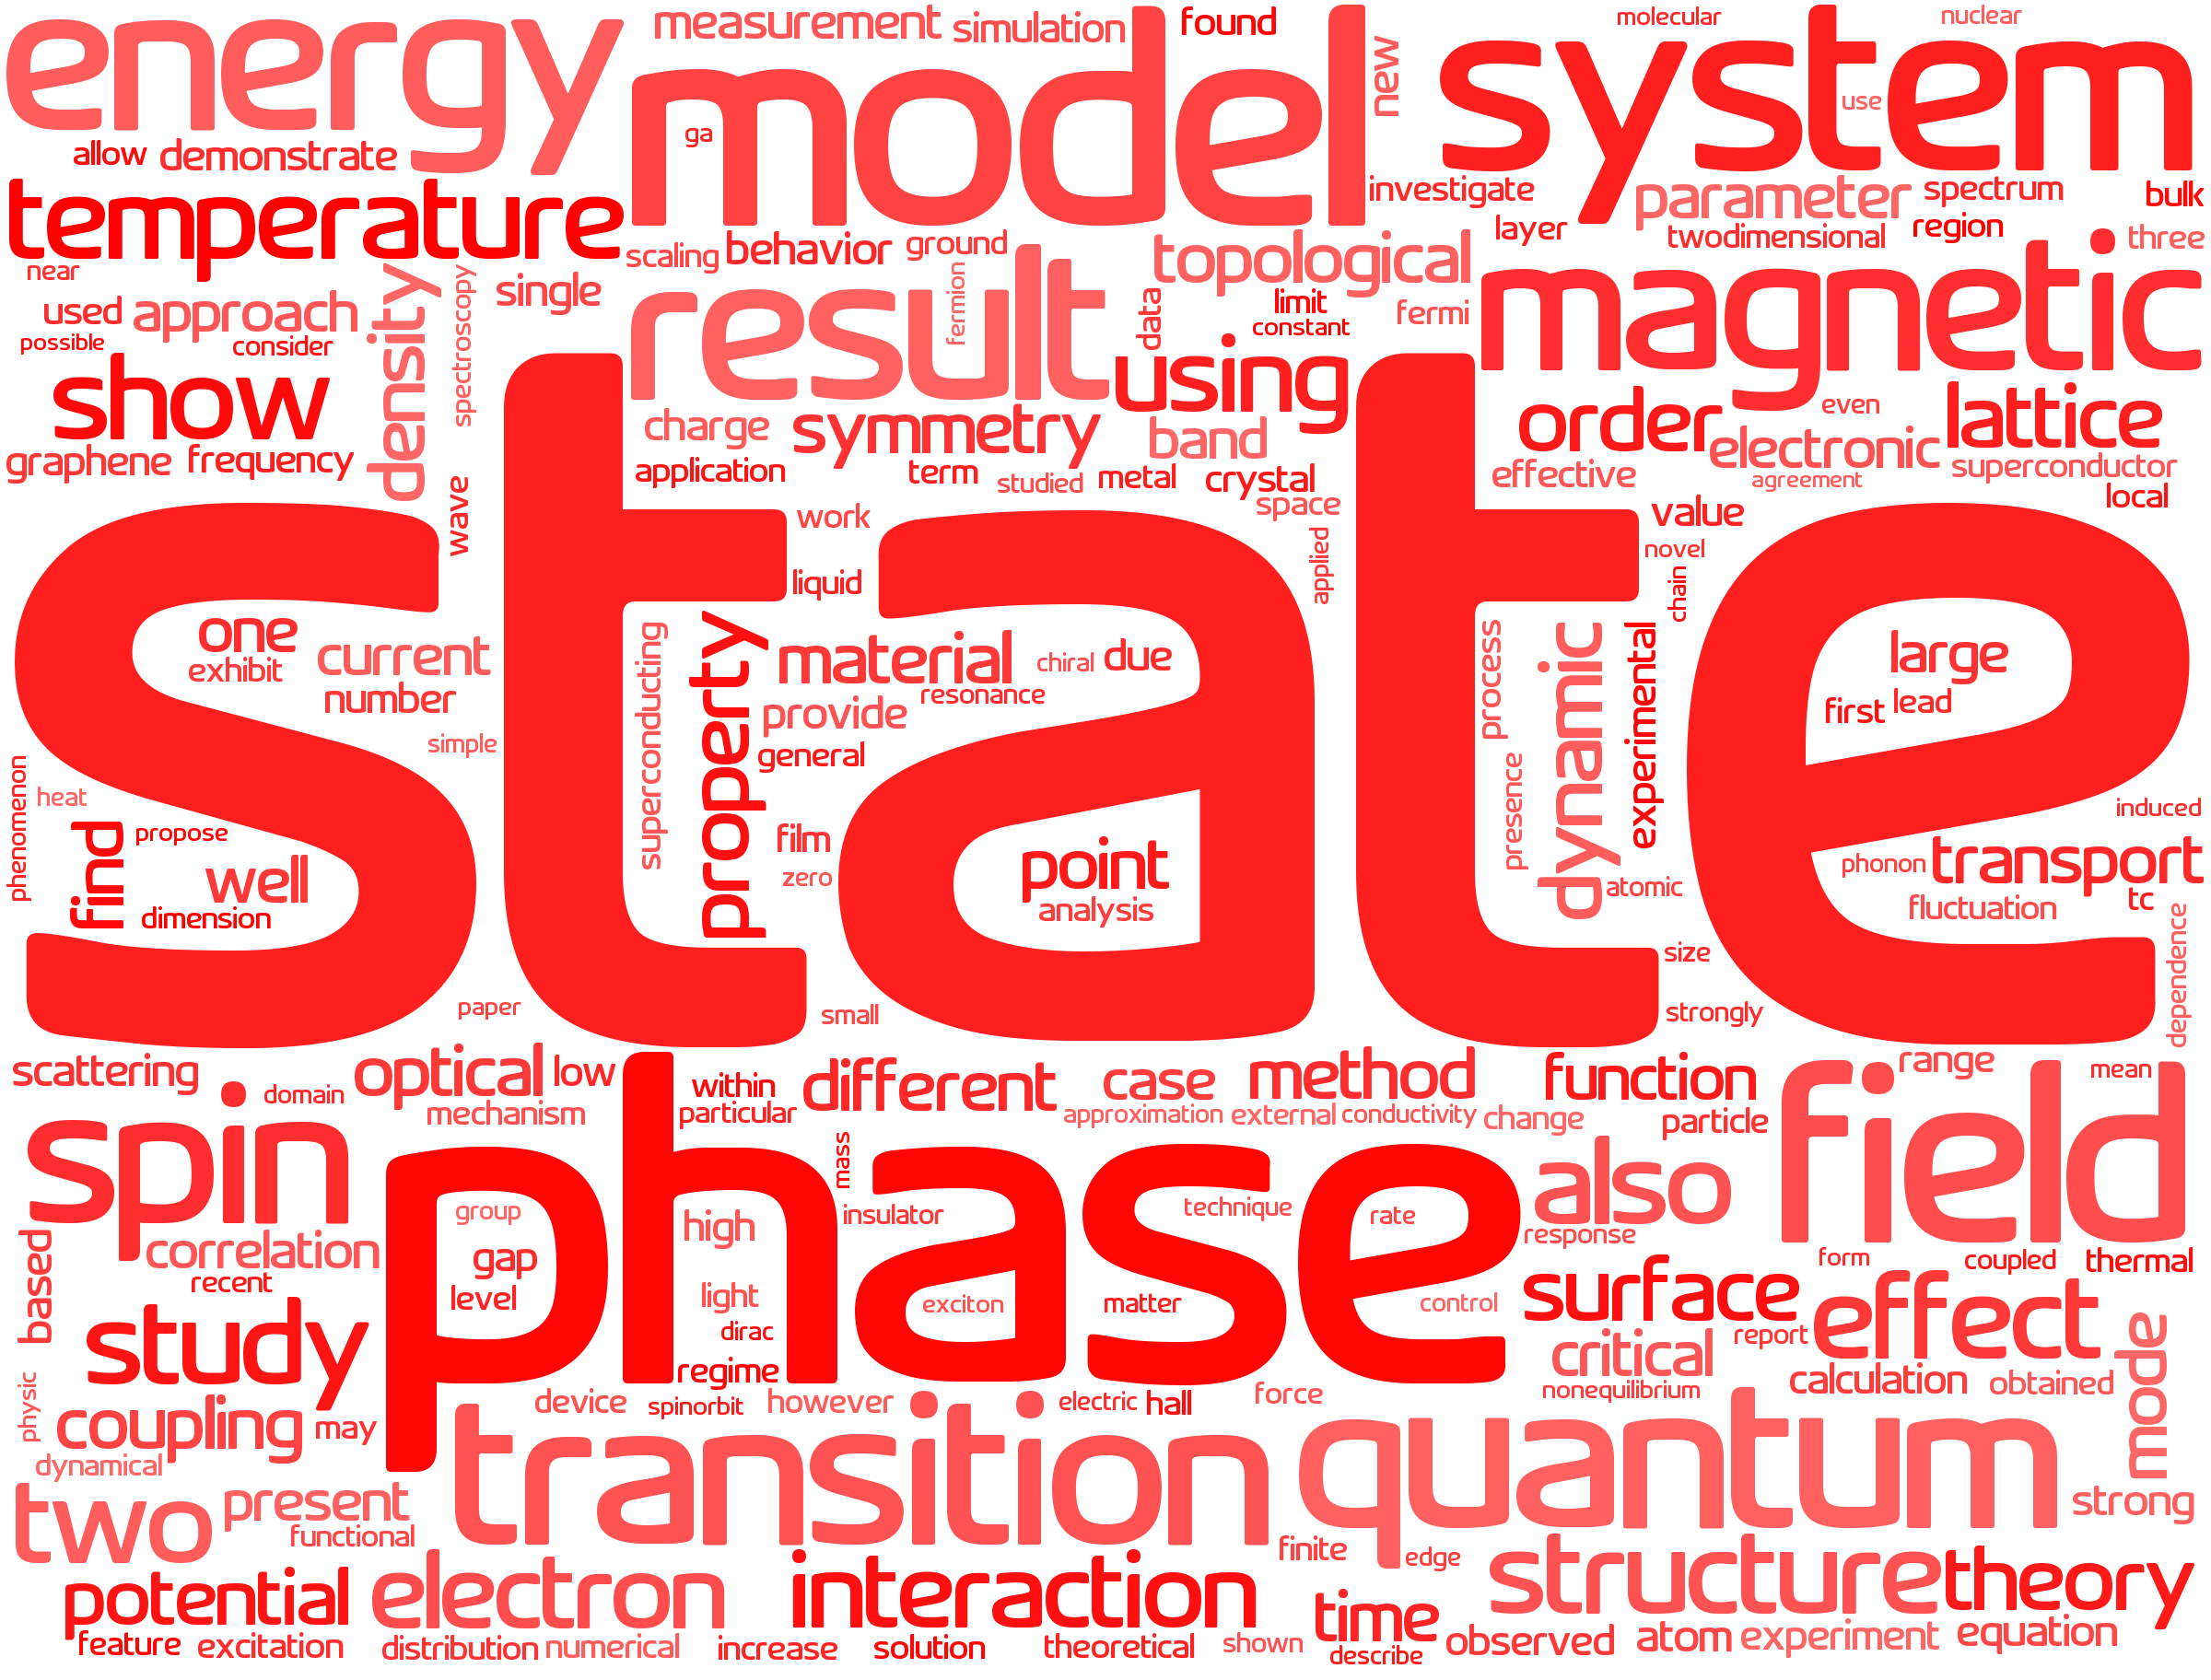 energy
measurement
simulation
found
molecular
nuclear
model
system
new
use
ga
allow
demonstrate
temperature
investigate
parameter
spectrum
bulk
layer
twodimensional
region
three
scaling
behavior
ground
topological
magnetic
near
density
spectroscopy
single
result
fermion
data
limit
constant
fermi
used
approach
possible
consider
show
using
order
even
lattice
charge
symmetry
band
electronic
graphene
frequency
application
term
studied
metal
crystal
effective
agreement
superconductor
local
space
wave
work
value
state
applied
novel
liquid
chain
one
current
exhibit
number
superconducting
property
material
chiral
due
resonance
provide
general
process
dynamic
experimental
large
first
lead
simple
phenomenon
heat
presence
induced
find
propose
film
point
well
zero
analysis
dimension
atomic
phonon
transport
tc
fluctuation
dependence
size
paper
small
strongly
scattering
optical
low
within
different
case
method
function
range
mean
domain
mechanism
particular
approximation
external
conductivity
change
particle
field
spin
phase
mass
also
group
high
insulator
technique
rate
response
based
correlation
gap
form
coupled
thermal
recent
level
light
exciton
matter
control
surface
effect
dirac
report
study
regime
critical
mode
calculation
obtained
nonequilibrium
physic
coupling
may
device
spinorbit
however
electric
hall
force
dynamical
transition
quantum
two
present
functional
strong
finite
edge
potential
electron
interaction
structure
theory
time
feature
excitation
distribution
numerical
increase
solution
theoretical
shown
describe
observed
atom
experiment
equation